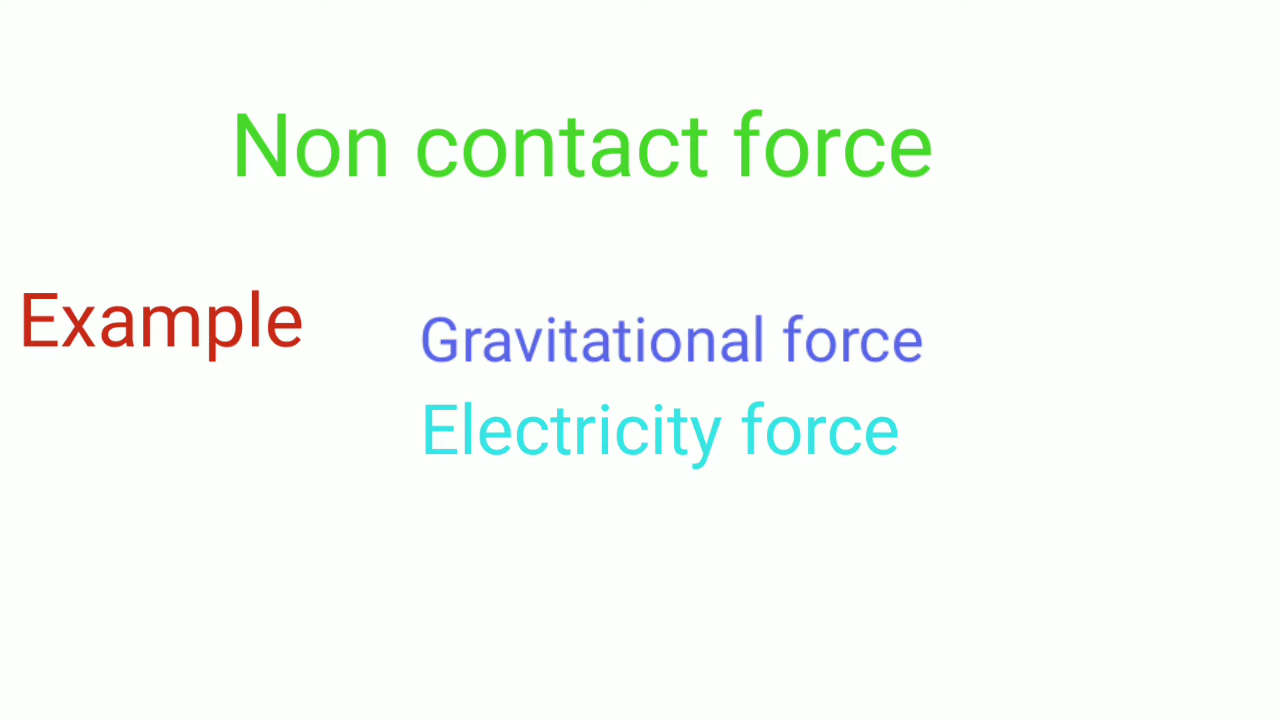 Non contact force
Example
Gravitational force
Electricity force